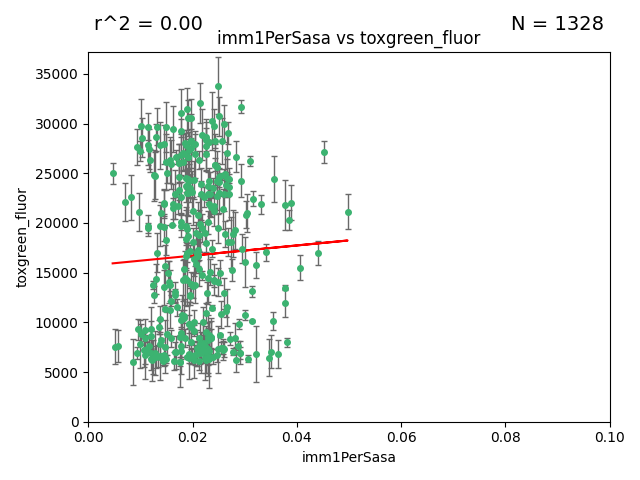 r^2 = 0.00
N = 1328
imm1PerSasa vs toxgreen_fluor
35000
30000
25000
20000
15000
10000
5000
0
toxgreen_fluor
0.00 0.02 0.04 0.06 0.08 0.10
imm1PerSasa